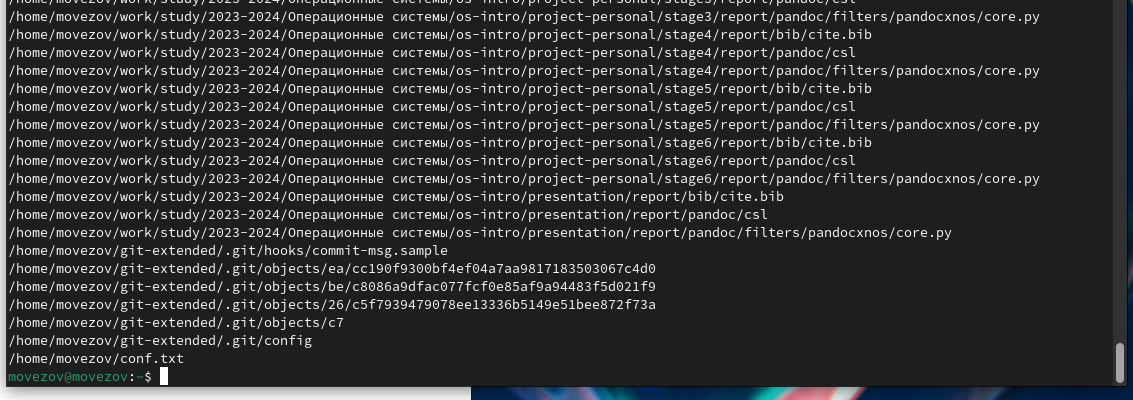 /home/movezov/work/study/2023-2024/Операционные системы/os-intro/project-personal/stage3/report/pandoc/csl
/home/movezov/work/study/2023-2024/Операционные системы/os-intro/project-personal/stage3/report/pandoc/filters/pandocxnos/core.py
/home/movezov/work/study/2023-2024/Операционные системы/os-intro/project-personal/stage4/report/bib/cite.bib
/home/movezov/work/study/2023-2024/Операционные системы/os-intro/project-personal/stage4/report/pandoc/csl
/home/movezov/work/study/2023-2024/Операционные системы/os-intro/project-personal/stage4/report/pandoc/filters/pandocxnos/core.py
/home/movezov/work/study/2023-2024/Операционные системы/os-intro/project-personal/stage5/report/bib/cite.bib
/home/movezov/work/study/2023-2024/Операционные системы/os-intro/project-personal/stage5/report/pandoc/csl
/home/movezov/work/study/2023-2024/Операционные системы/os-intro/project-personal/stage5/report/pandoc/filters/pandocxnos/core.py
/home/movezov/work/study/2023-2024/Операционные системы/os-intro/project-personal/stage6/report/bib/cite.bib
/home/movezov/work/study/2023-2024/Операционные системы/os-intro/project-personal/stage6/report/pandoc/csl
/home/movezov/work/study/2023-2024/Операционные системы/os-intro/project-personal/stage6/report/pandoc/filters/pandocxnos/core.py
/home/movezov/work/study/2023-2024/Операционные системы/os-intro/presentation/report/bib/cite.bib
/home/movezov/work/study/2023-2024/Операционные системы/os-intro/presentation/report/pandoc/csl
/home/movezov/work/study/2023-2024/Операционные системы/os-intro/presentation/report/pandoc/filters/pandocxnos/core.py
/home/movezov/git-extended/.git/hooks/commit-msg.sample
/home/movezov/git-extended/.git/objects/ea/cc190f9300bf4ef04a7aa9817183503067c4d0
/home/movezov/git-extended/.git/objects/be/c8086a9dfac077fcf0e85af9a94483f5d021f9
/home/movezov/git-extended/.git/objects/26/c5f7939479078ee13336b5149e51bee872f73a
/home/movezov/git-extended/.git/objects/c7
/home/movezov/git-extended/.git/config
/home/movezov/conf.txt
movezov@movezov:~$